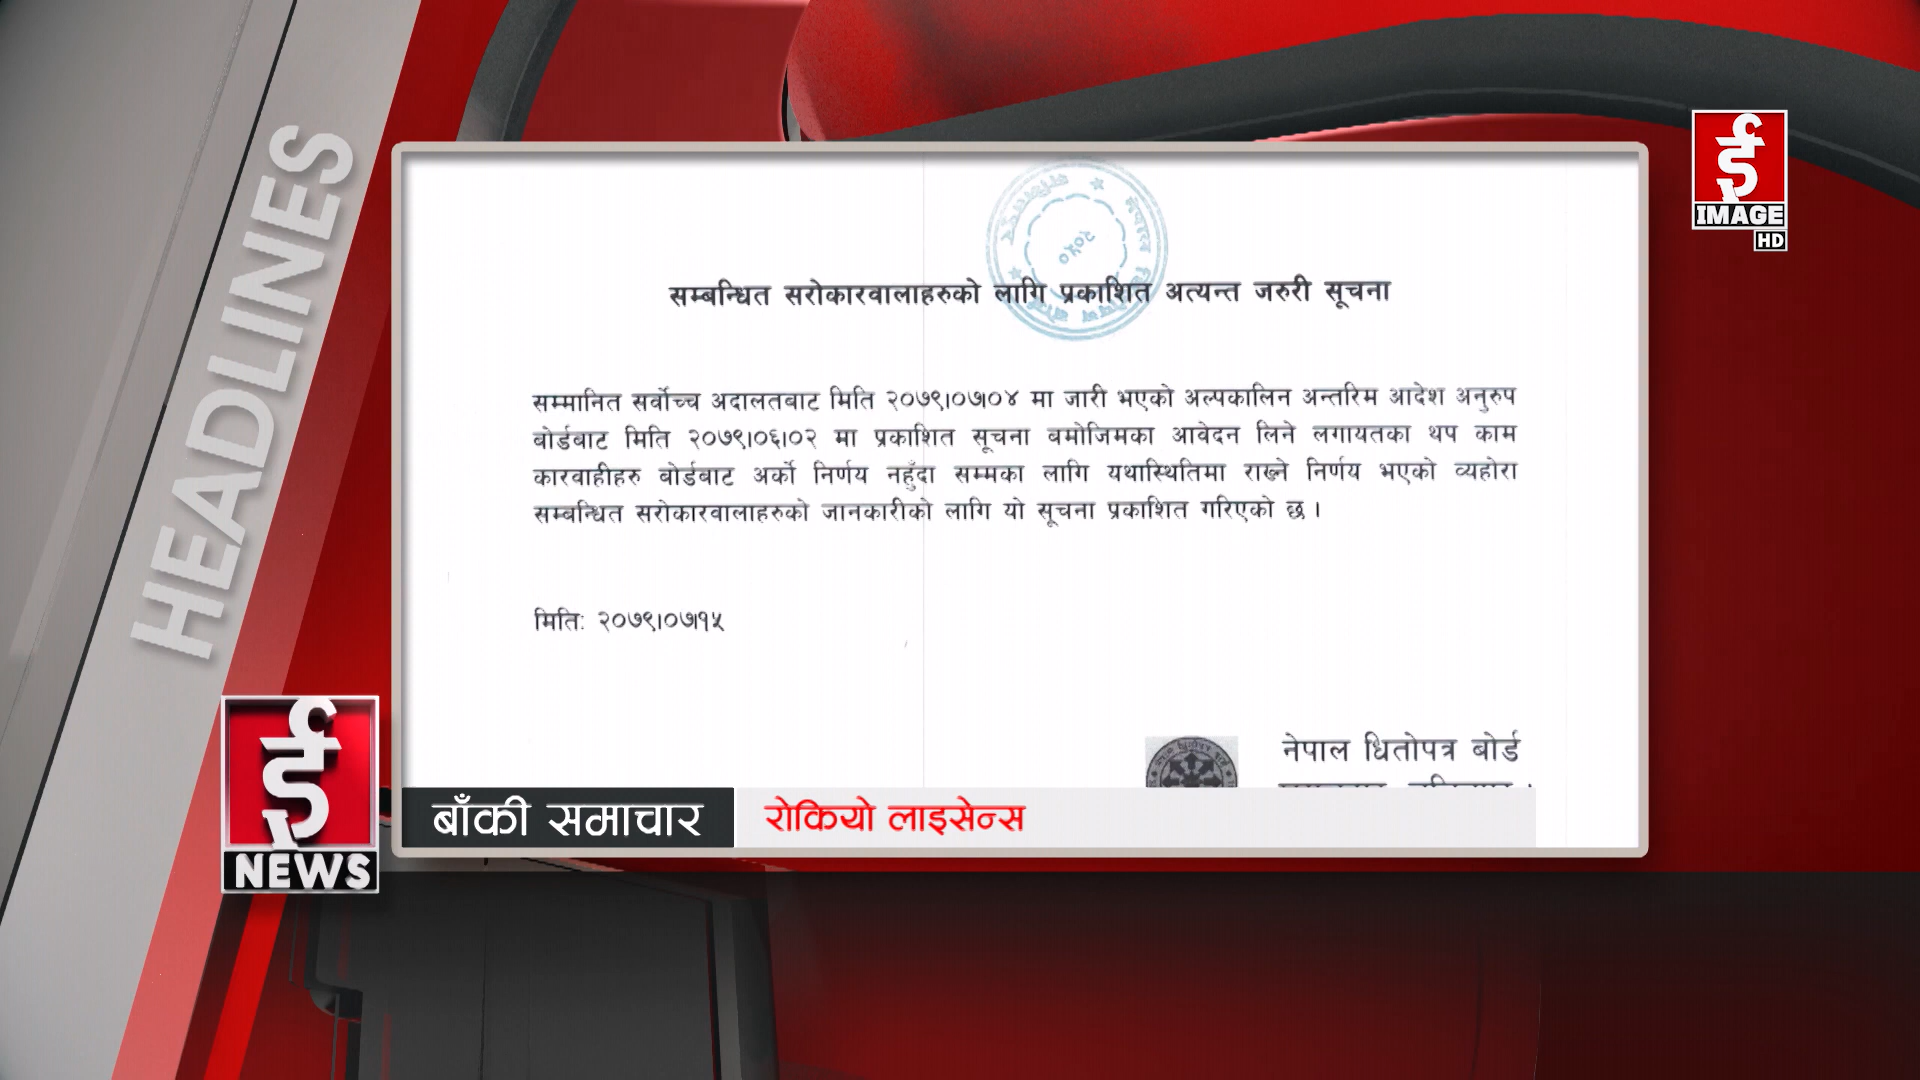 HEADLINES
IMAGE
HD
२०५०
सम्बन्धित सरोकारवालाहरुको लागि प्रकाशित अत्यन्त जरुरी सूचना
सम्मानित सर्वोच्च अदालतबाट मिति २०७९।०७।०४ मा जारी भएको अल्पकालिन अन्तरिम आदेश अनुरुप
बोर्डबाट मिति २०७९।०६।०२ मा प्रकाशित सूचना बमोजिमका आवेदन लिने लगायतका थप काम
कारवाहीहरु बोर्डबाट अर्को निर्णय नहुँदा सम्मका लागि यथास्थितिमा राख्ने निर्णय भएको व्यहोरा
सम्बन्धित सरोकारवालाहरुको जानकारीको लागि यो सूचना प्रकाशित गरिएको छ ।
मिति: २०७९।०७।१५
नेपाल धितोपत्र बोर्ड
बाँकी समाचार
रोकियो लाइसेन्स
ई
NEWS